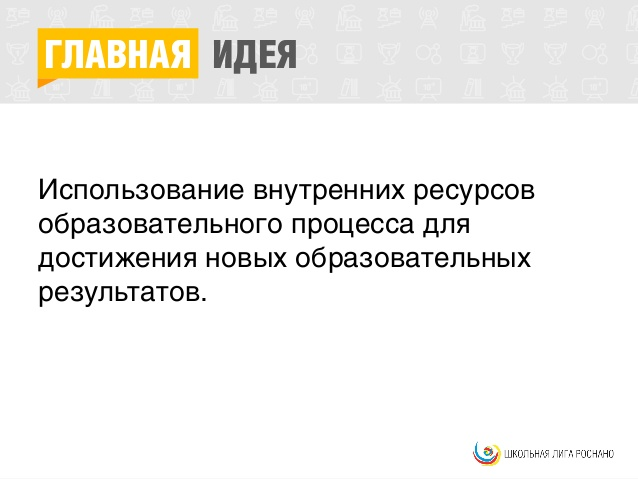 ГЛАВНАЯ ИДЕЯ
Использование внутренних ресурсов
образовательного процесса для
достижения новых образовательных
результатов.
ШКОЛЬНАЯ ЛИГА РОСНАНО